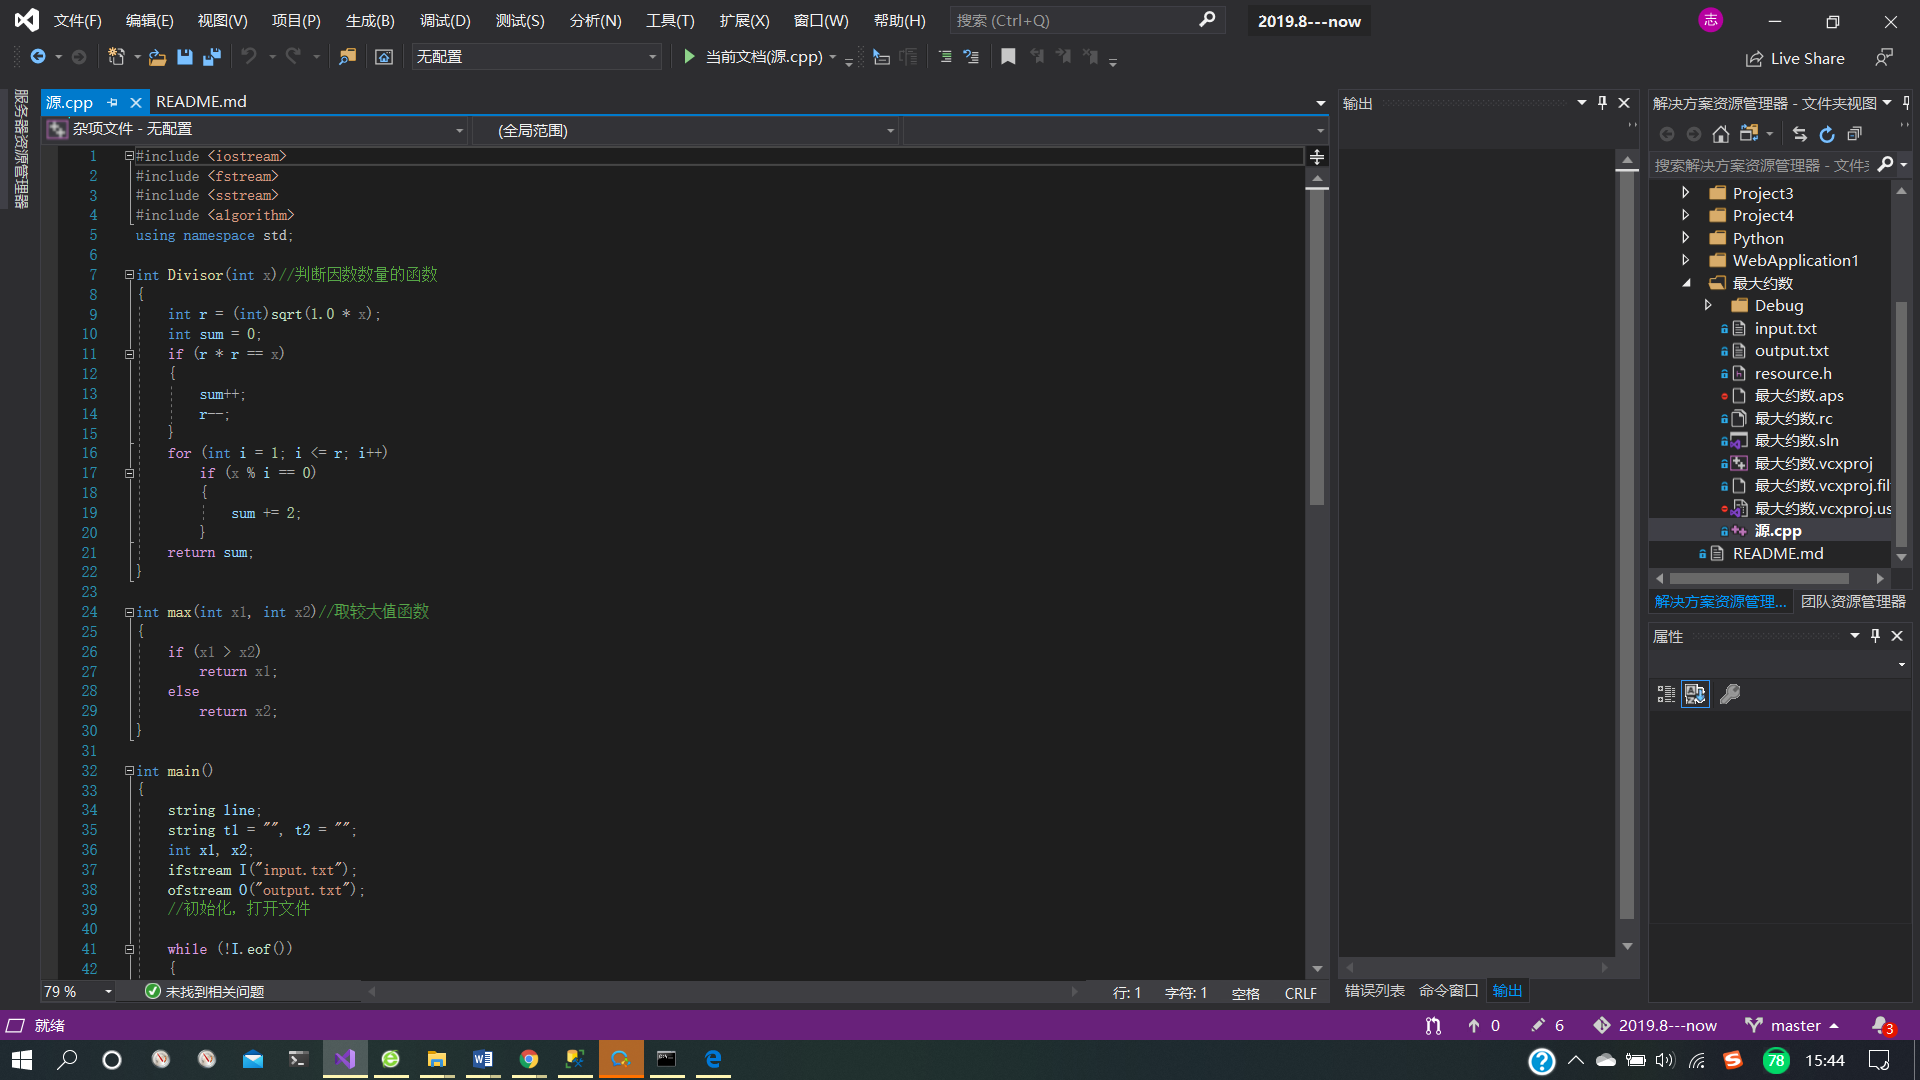 文件(F) 编辑(E) 视图(V) 项目(P) 生成(B) 调试(D) 测试(S) 分析(N) 工具(T) 扩展(X) 窗口(W) 帮助(H) 搜索 (Ctrl+Q) 2019.8---now 志
无配置 当前文档(源.cpp) Live Share
服务器资源管理器
源.cpp README.md
杂项文件 - 无配置 (全局范围)
1 #include <iostream>
2 #include <fstream>
3 #include <sstream>
4 #include <algorithm>
5 using namespace std;
6
7 int Divisor(int x)//判断因数数量的函数
8 {
9 int r = (int)sqrt(1.0 * x);
10 int sum = 0;
11 if (r * r == x)
12 {
13 sum++;
14 r--;
15 }
16 for (int i = 1; i <= r; i++)
17 if (x % i == 0)
18 {
19 sum += 2;
20 }
21 return sum;
22 }
23
24 int max(int x1, int x2)//取较大值函数
25 {
26 if (x1 > x2)
27 return x1;
28 else
29 return x2;
30 }
31
32 int main()
33 {
34 string line;
35 string t1 = "", t2 = "";
36 int x1, x2;
37 ifstream I("input.txt");
38 ofstream O("output.txt");
39 //初始化，打开文件
40
41 while (!I.eof())
42 {
79 % 未找到相关问题 行: 1 字符: 1 空格 CRLF
输出
错误列表 命令窗口 输出
解决方案资源管理器 - 文件夹视图
搜索解决方案资源管理器 - 文件夹
Project3
Project4
Python
WebApplication1
最大约数
Debug
input.txt
output.txt
resource.h
最大约数.aps
最大约数.rc
最大约数.sln
最大约数.vcxproj
最大约数.vcxproj.fil
最大约数.vcxproj.us
源.cpp
README.md
解决方案资源管理... 团队资源管理器
属性
就绪 0 6 2019.8---now master 3
78 15:44